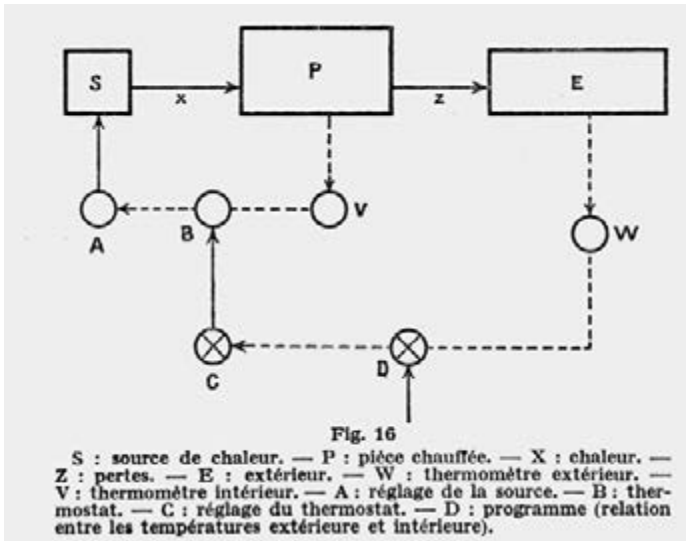 S
x
P
z
E
A
B
V
W
C
D
Fig. 16
S : source de chaleur. — P : pièce chauffée. — X : chaleur. —
Z : pertes. — E : extérieur. — W : thermomètre extérieur. —
V : thermomètre intérieur. — A : réglage de la source. — B : ther-
mostat. — C : réglage du thermostat. — D : programme (relation
entre les températures extérieure et intérieure).